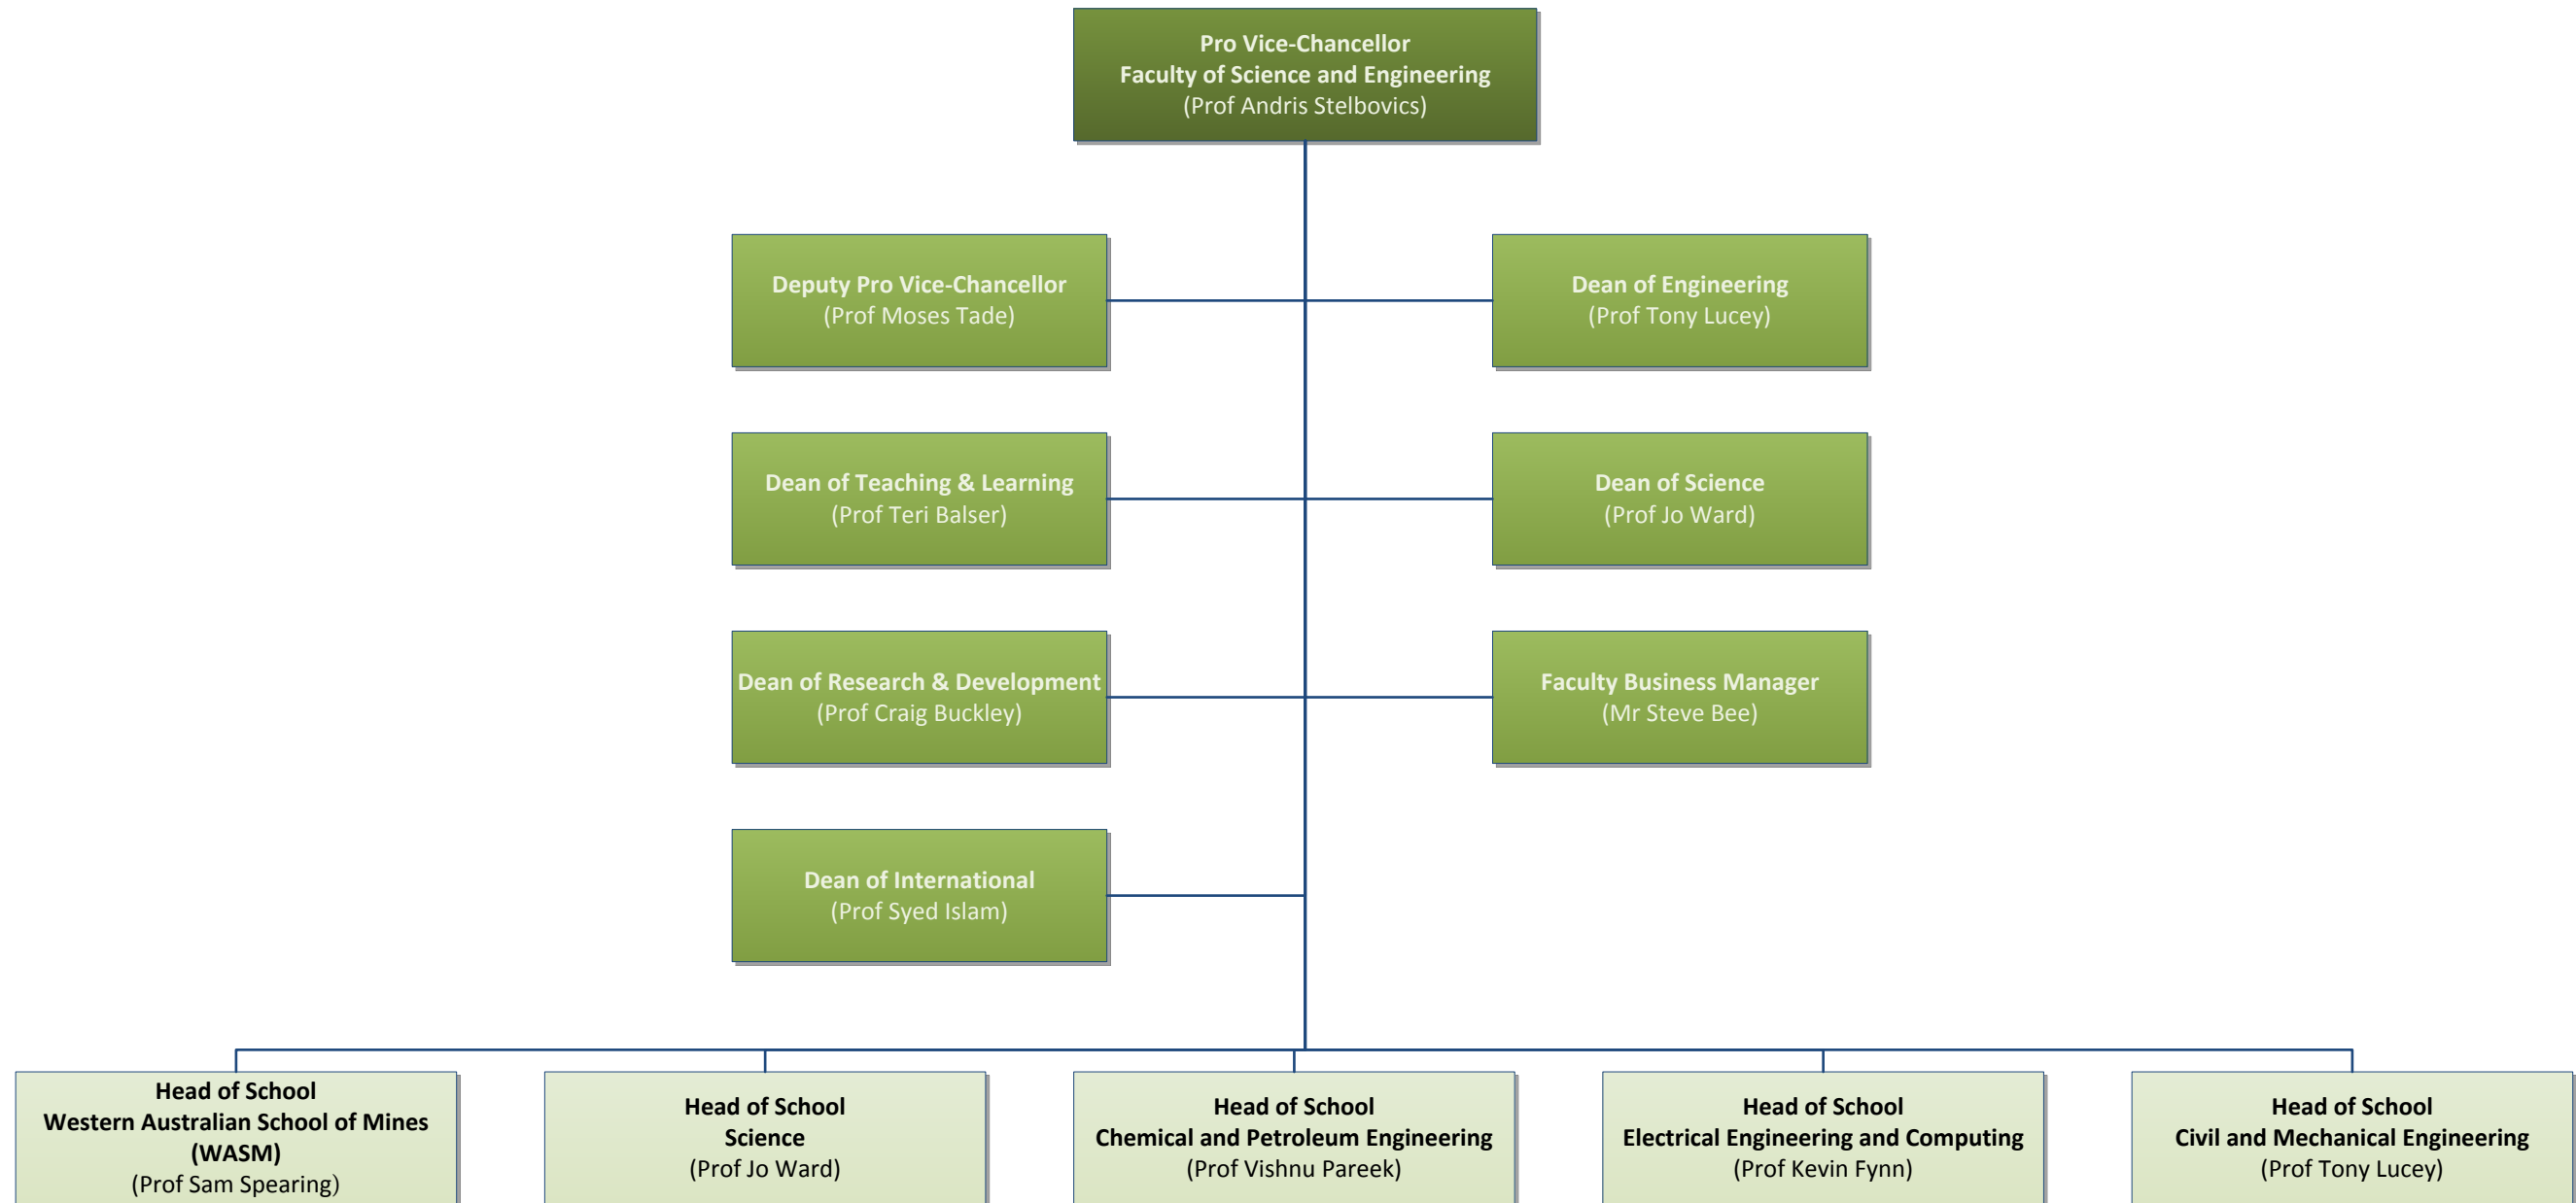 Pro Vice-Chancellor
Faculty of Science and Engineering
(Prof Andris Stelbovics)
Deputy Pro Vice-Chancellor
(Prof Moses Tade)
Dean of Engineering
(Prof Tony Lucey)
Dean of Teaching & Learning
(Prof Teri Balser)
Dean of Science
(Prof Jo Ward)
Dean of Research & Development
(Prof Craig Buckley)
Faculty Business Manager
(Mr Steve Bee)
Dean of International
(Prof Syed Islam)
Head of School
Western Australian School of Mines
(WASM)
(Prof Sam Spearing)
Head of School
Science
(Prof Jo Ward)
Head of School
Chemical and Petroleum Engineering
(Prof Vishnu Pareek)
Head of School
Electrical Engineering and Computing
(Prof Kevin Fynn)
Head of School
Civil and Mechanical Engineering
(Prof Tony Lucey)